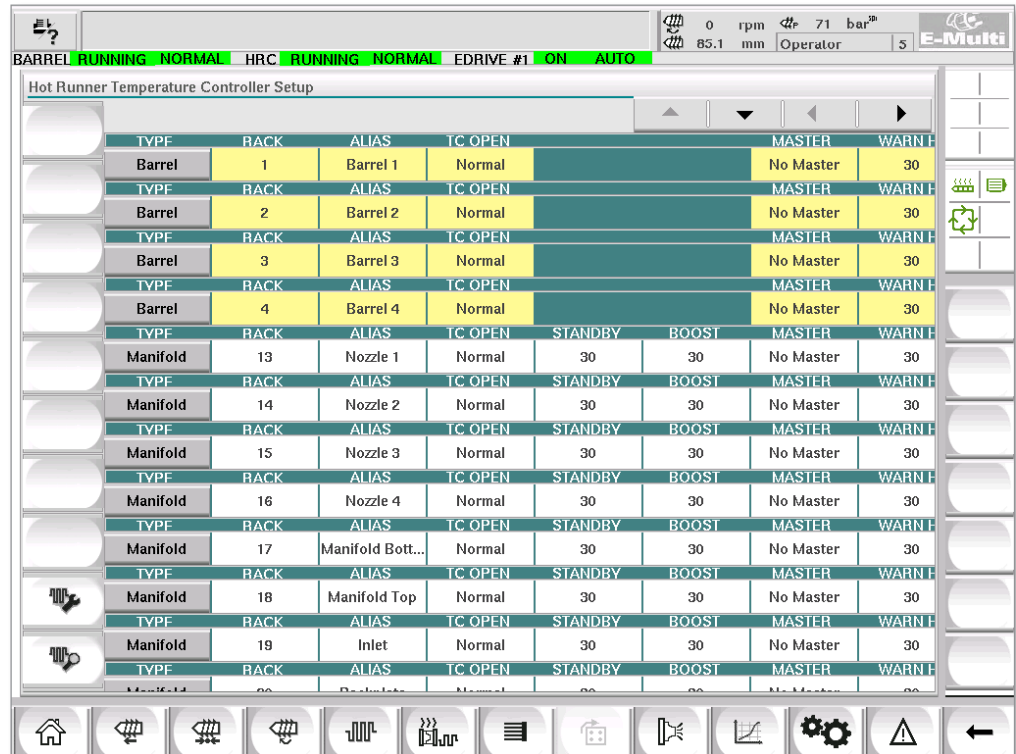 0 rpm 71 bar spv
85.1 mm Operator 5 E-Multi
BARREL RUNNING NORMAL HRC RUNNING NORMAL EDRIVE #1 ON AUTO
Hot Runner Temperature Controller Setup
TYPE RACK ALIAS TC OPEN MASTER WARN H
Barrel 1 Barrel 1 Normal No Master 30
TYPE RACK ALIAS TC OPEN MASTER WARN H
Barrel 2 Barrel 2 Normal No Master 30
TYPE RACK ALIAS TC OPEN MASTER WARN H
Barrel 3 Barrel 3 Normal No Master 30
TYPE RACK ALIAS TC OPEN MASTER WARN H
Barrel 4 Barrel 4 Normal No Master 30
TYPE RACK ALIAS TC OPEN STANDBY BOOST MASTER WARN H
Manifold 13 Nozzle 1 Normal 30 30 No Master 30
TYPE RACK ALIAS TC OPEN STANDBY BOOST MASTER WARN H
Manifold 14 Nozzle 2 Normal 30 30 No Master 30
TYPE RACK ALIAS TC OPEN STANDBY BOOST MASTER WARN H
Manifold 15 Nozzle 3 Normal 30 30 No Master 30
TYPE RACK ALIAS TC OPEN STANDBY BOOST MASTER WARN H
Manifold 16 Nozzle 4 Normal 30 30 No Master 30
TYPE RACK ALIAS TC OPEN STANDBY BOOST MASTER WARN H
Manifold 17 Manifold Bott... Normal 30 30 No Master 30
TYPE RACK ALIAS TC OPEN STANDBY BOOST MASTER WARN H
Manifold 18 Manifold Top Normal 30 30 No Master 30
TYPE RACK ALIAS TC OPEN STANDBY BOOST MASTER WARN H
Manifold 19 Inlet Normal 30 30 No Master 30
TYPE RACK ALIAS TC OPEN STANDBY BOOST MASTER WARN H